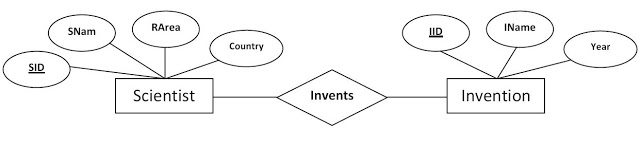 SNam
RArea
Country
SID
Scientist
Invents
IID
IName
Year
Invention